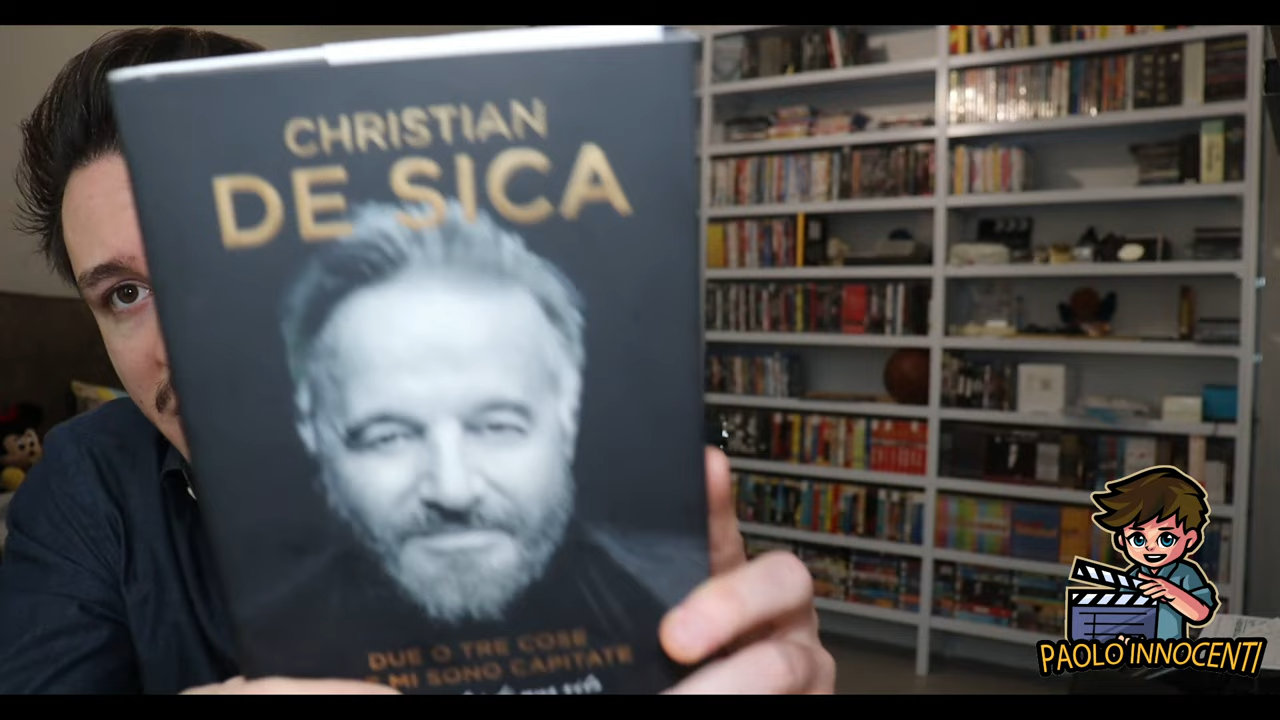 CHRISTIAN
DE SICA
DUE O TRE COSE
E MI SONO CAPITATE
PAOLO INNOCENTI